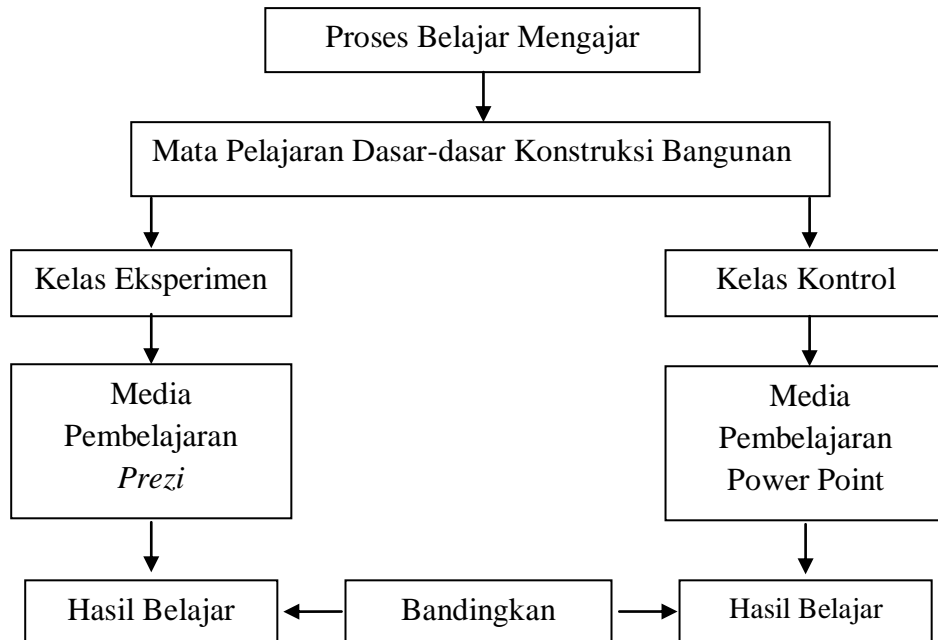 Proses Belajar Mengajar
Mata Pelajaran Dasar-dasar Konstruksi Bangunan
Kelas Eksperimen
Kelas Kontrol
Media
Pembelajaran
Prezi
Media
Pembelajaran
Power Point
Hasil Belajar
Bandingkan
Hasil Belajar